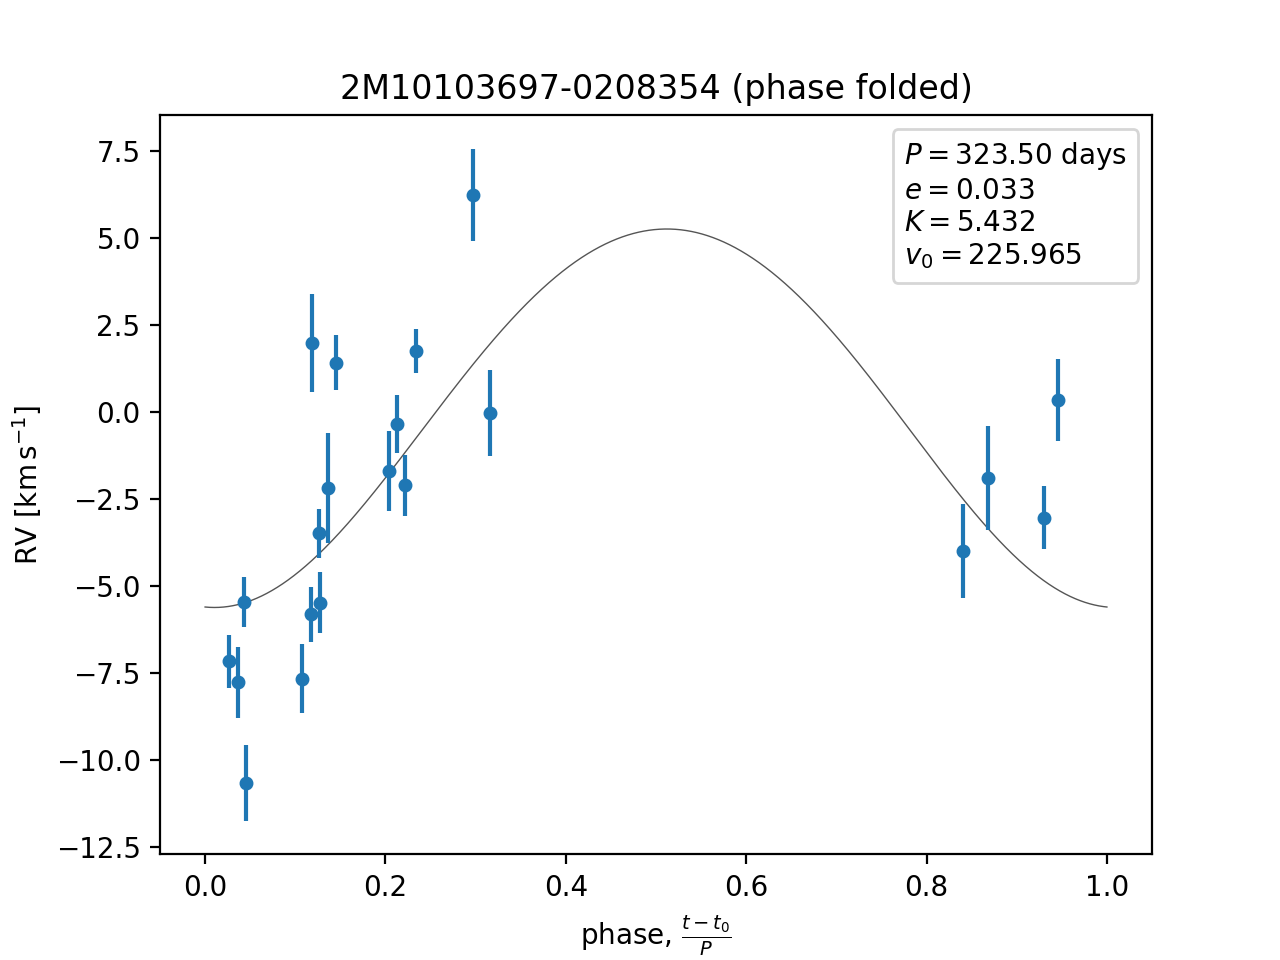 2M10103697-0208354 (phase folded)
P = 323.50 days
e = 0.033
K = 5.432
v₀ = 225.965
7.5
5.0
2.5
0.0
−2.5
−5.0
−7.5
−10.0
−12.5
RV [km s⁻¹]
0.0 0.2 0.4 0.6 0.8 1.0
phase, (t − t₀)/P